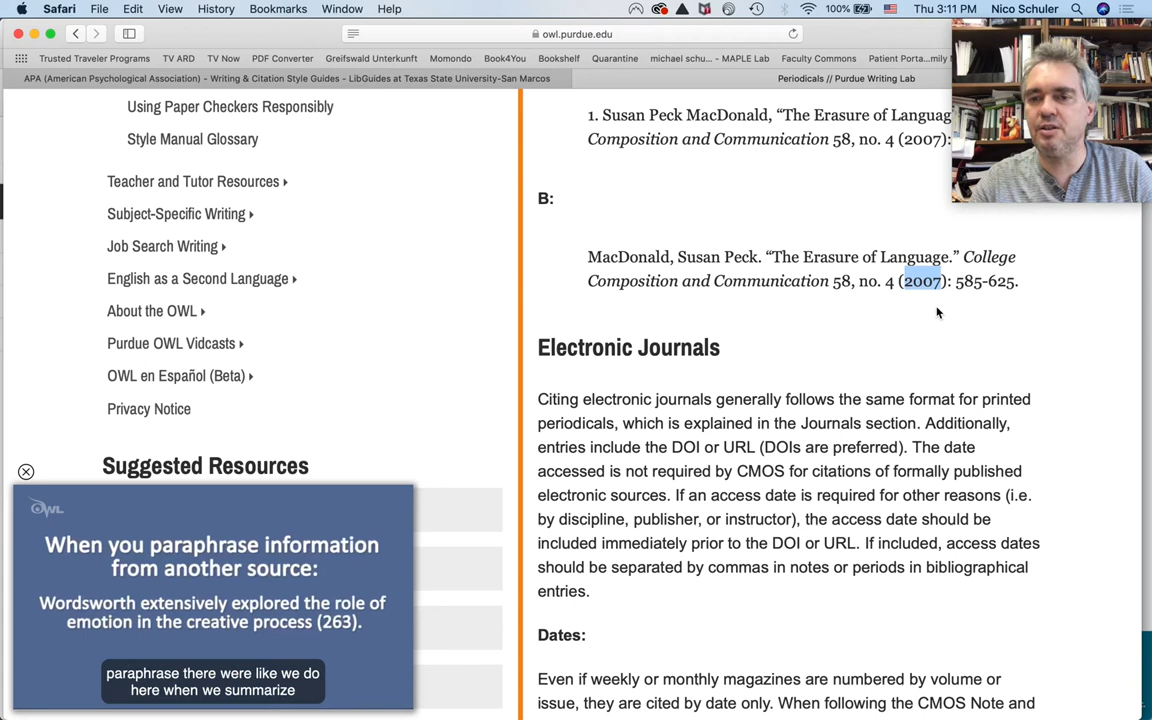 Safari File Edit View History Bookmarks Window Help 100% Thu 3:11 PM Nico Schuler
owl.purdue.edu
Trusted Traveler Programs TV ARD TV Now PDF Converter Greifswald Unterkunft Momondo Book4You Bookshelf Quarantine michael schu... - MAPLE Lab Faculty Commons Patient Porta...mily
APA (American Psychological Association) - Writing & Citation Style Guides - LibGuides at Texas State University-San Marcos
Periodicals // Purdue Writing Lab
Using Paper Checkers Responsibly
Style Manual Glossary
Teacher and Tutor Resources
Subject-Specific Writing
Job Search Writing
English as a Second Language
About the OWL
Purdue OWL Vidcasts
OWL en Español (Beta)
Privacy Notice
Suggested Resources
OWL
When you paraphrase information
from another source:
Wordsworth extensively explored the role of
emotion in the creative process (263).
paraphrase there were like we do
here when we summarize
1. Susan Peck MacDonald, “The Erasure of Languag
Composition and Communication 58, no. 4 (2007):
B:
MacDonald, Susan Peck. “The Erasure of Language.” College
Composition and Communication 58, no. 4 (2007): 585-625.
Electronic Journals
Citing electronic journals generally follows the same format for printed
periodicals, which is explained in the Journals section. Additionally,
entries include the DOI or URL (DOIs are preferred). The date
accessed is not required by CMOS for citations of formally published
electronic sources. If an access date is required for other reasons (i.e.
by discipline, publisher, or instructor), the access date should be
included immediately prior to the DOI or URL. If included, access dates
should be separated by commas in notes or periods in bibliographical
entries.
Dates:
Even if weekly or monthly magazines are numbered by volume or
issue, they are cited by date only. When following the CMOS Note and